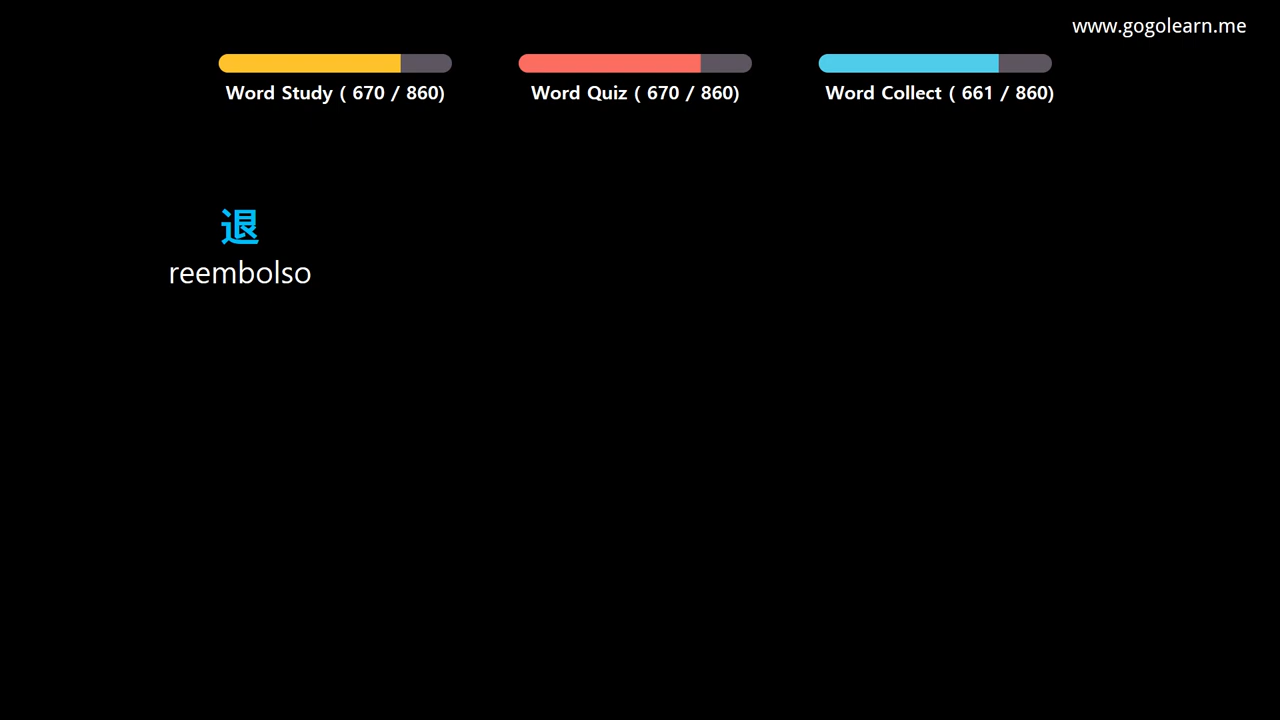 www.gogolearn.me
Word Study ( 670 / 860)
Word Quiz ( 670 / 860)
Word Collect ( 661 / 860)
退
reembolso